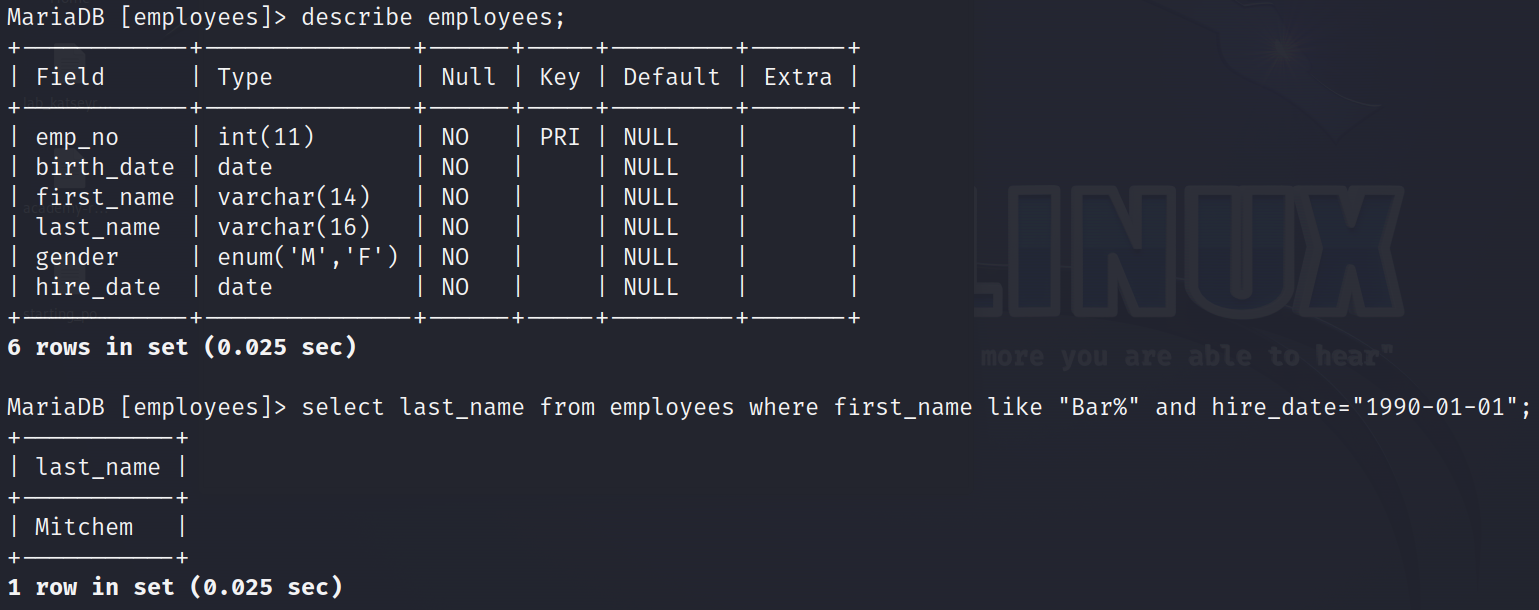 MariaDB [employees]> describe employees;
+------------+---------------+------+-----+---------+-------+
| Field      | Type          | Null | Key | Default | Extra |
+------------+---------------+------+-----+---------+-------+
| emp_no     | int(11)       | NO   | PRI | NULL    |       |
| birth_date | date          | NO   |     | NULL    |       |
| first_name | varchar(14)   | NO   |     | NULL    |       |
| last_name  | varchar(16)   | NO   |     | NULL    |       |
| gender     | enum('M','F') | NO   |     | NULL    |       |
| hire_date  | date          | NO   |     | NULL    |       |
+------------+---------------+------+-----+---------+-------+
6 rows in set (0.025 sec)
LINUX
more you are able to hear"
MariaDB [employees]> select last_name from employees where first_name like "Bar%" and hire_date="1990-01-01";
+-----------+
| last_name |
+-----------+
| Mitchem   |
+-----------+
1 row in set (0.025 sec)